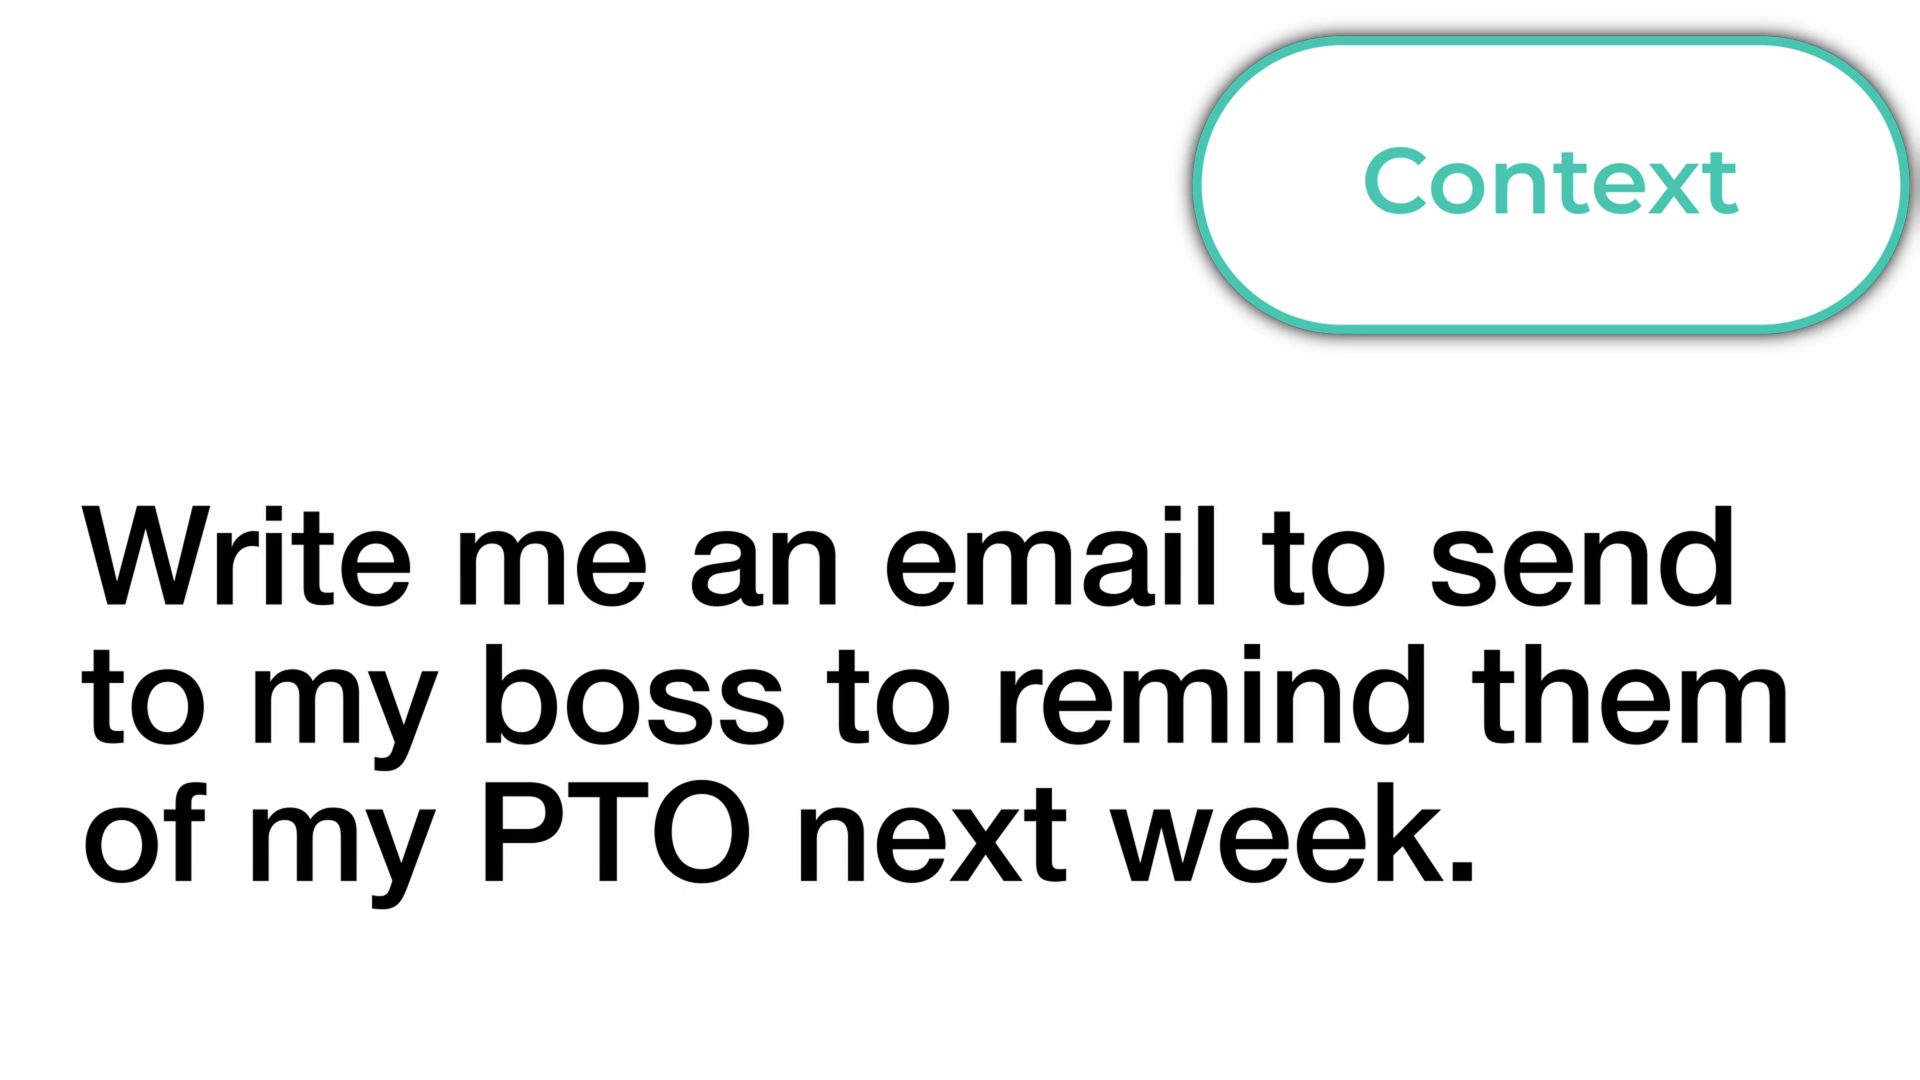 Context
Write me an email to send
to my boss to remind them
of my PTO next week.